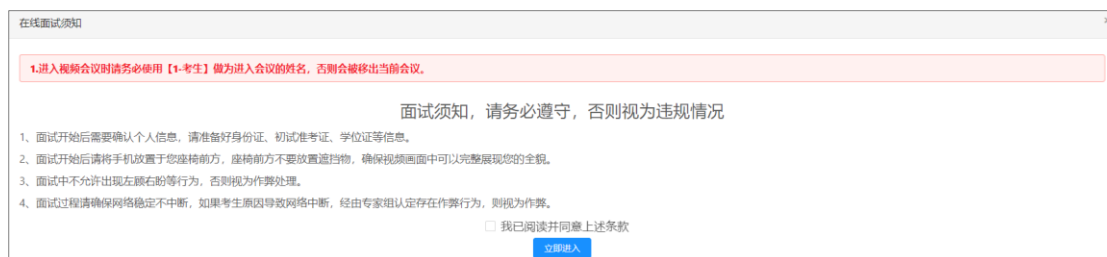 在线面试须知
1.进入视频会议时请务必使用【1-考生】做为进入会议的姓名，否则会被移出当前会议。
面试须知，请务必遵守，否则视为违规情况
1、面试开始后需要确认个人信息，请准备好身份证、初试准考证、学位证等信息。
2、面试开始后请将手机放置于您座椅前方，座椅前方不要放置遮挡物，确保视频画面中可以完整展现您的全貌。
3、面试中不允许出现左顾右盼等行为，否则视为作弊处理。
4、面试过程请确保网络稳定不中断，如果考生原因导致网络中断，经由专家组认定存在作弊行为，则视为作弊。
我已阅读并同意上述条款
立即进入